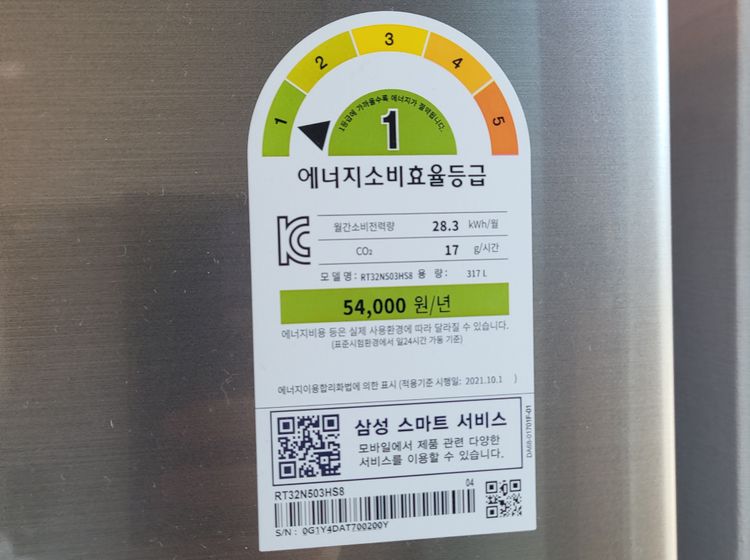 1 2 3 4 5
1등급에 가까울수록 에너지가 절약됩니다.
1
에너지소비효율등급
월간소비전력량 28.3 kWh/월
CO₂ 17 g/시간
모델명: RT32N503HS8 용 량: 317 L
54,000 원/년
에너지비용 등은 실제 사용환경에 따라 달라질 수 있습니다.
(표준시험환경에서 일24시간 가동 기준)
에너지이용합리화법에 의한 표시 (적용기준 시행일: 2021.10.1 )
삼성 스마트 서비스
모바일에서 제품 관련 다양한
서비스를 이용할 수 있습니다.
DA68-01701F-01
RT32N503HS8 04
S/N : 0G1Y4DAT700200Y